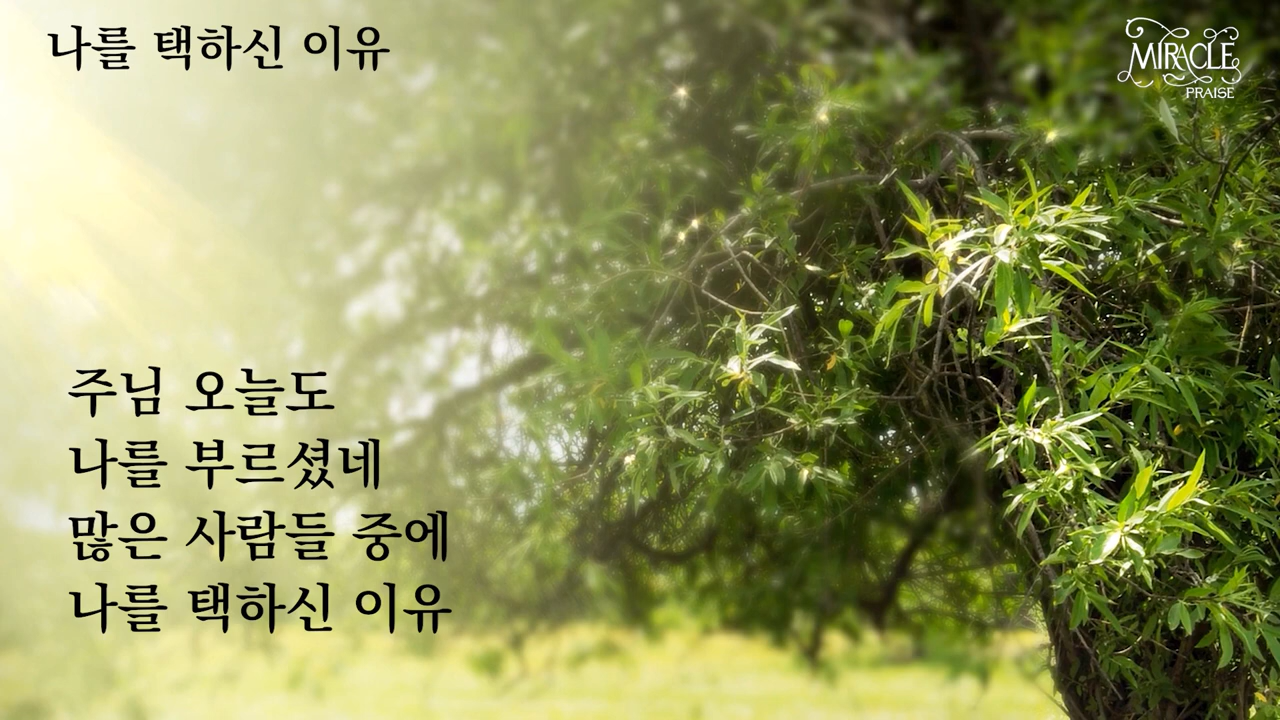 나를 택하신 이유
MIRACLE
PRAISE
주님 오늘도
나를 부르셨네
많은 사람들 중에
나를 택하신 이유